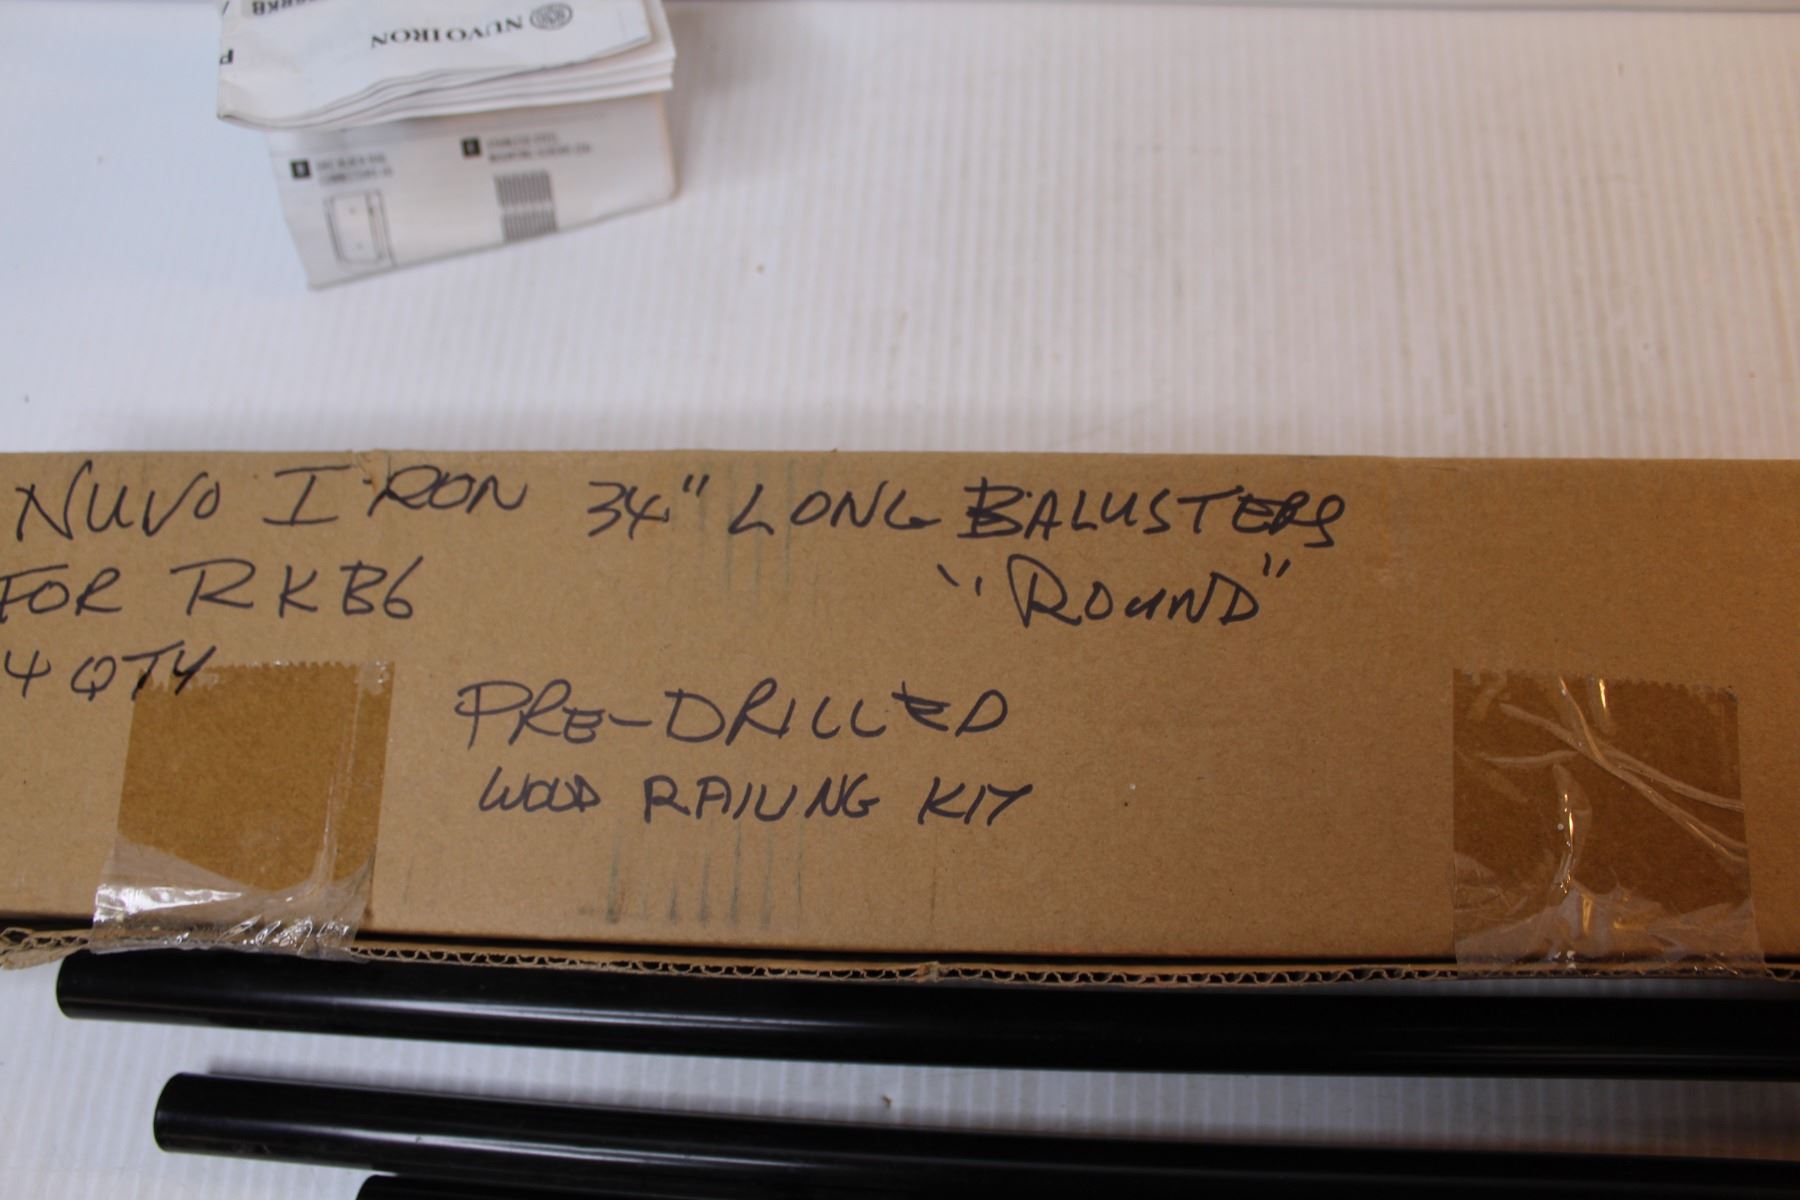 NUVO IRON
NUVO IRON 34" LONG BALUSTERS
FOR RKB6 "ROUND"
4 QTY
PRE-DRILLED
WOOD RAILING KIT